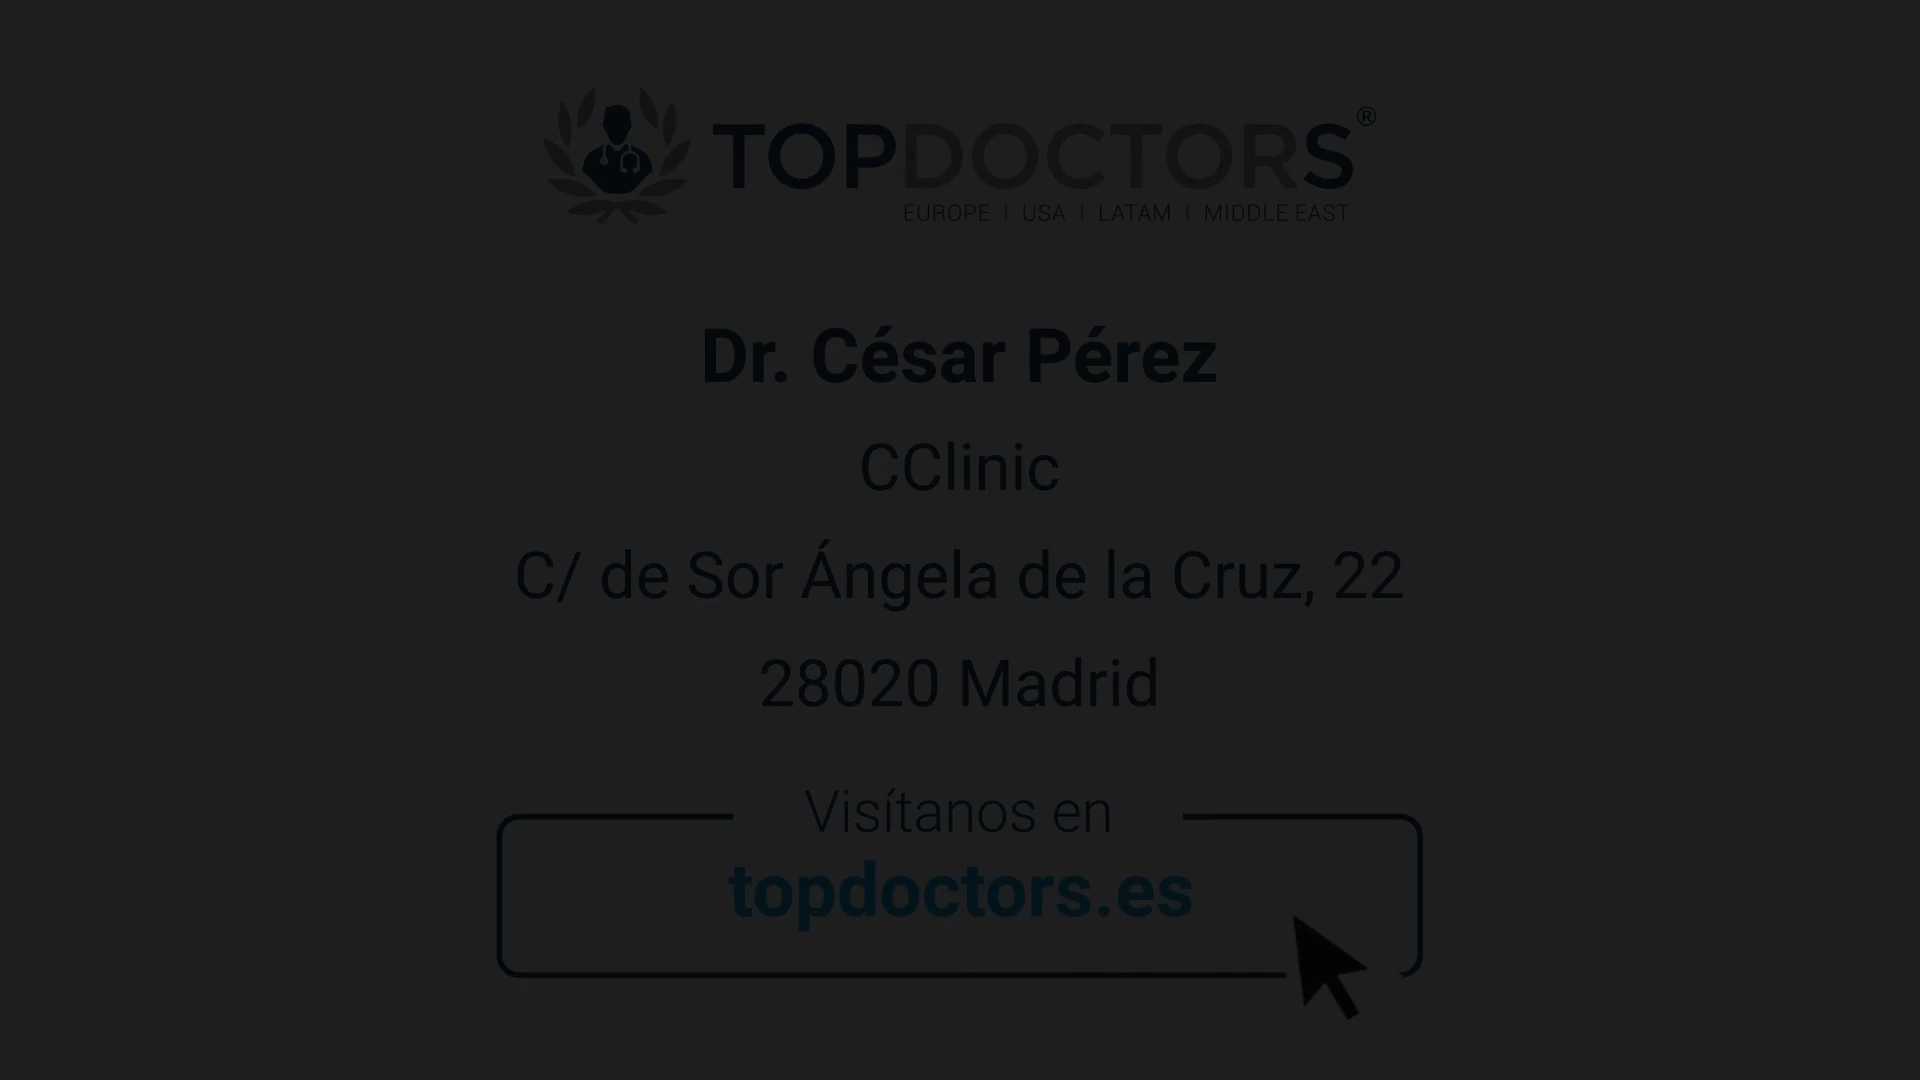 TOPDOCTORS®
EUROPE | USA | LATAM | MIDDLE EAST
Dr. César Pérez
CClinic
C/ de Sor Ángela de la Cruz, 22
28020 Madrid
Visítanos en
topdoctors.es